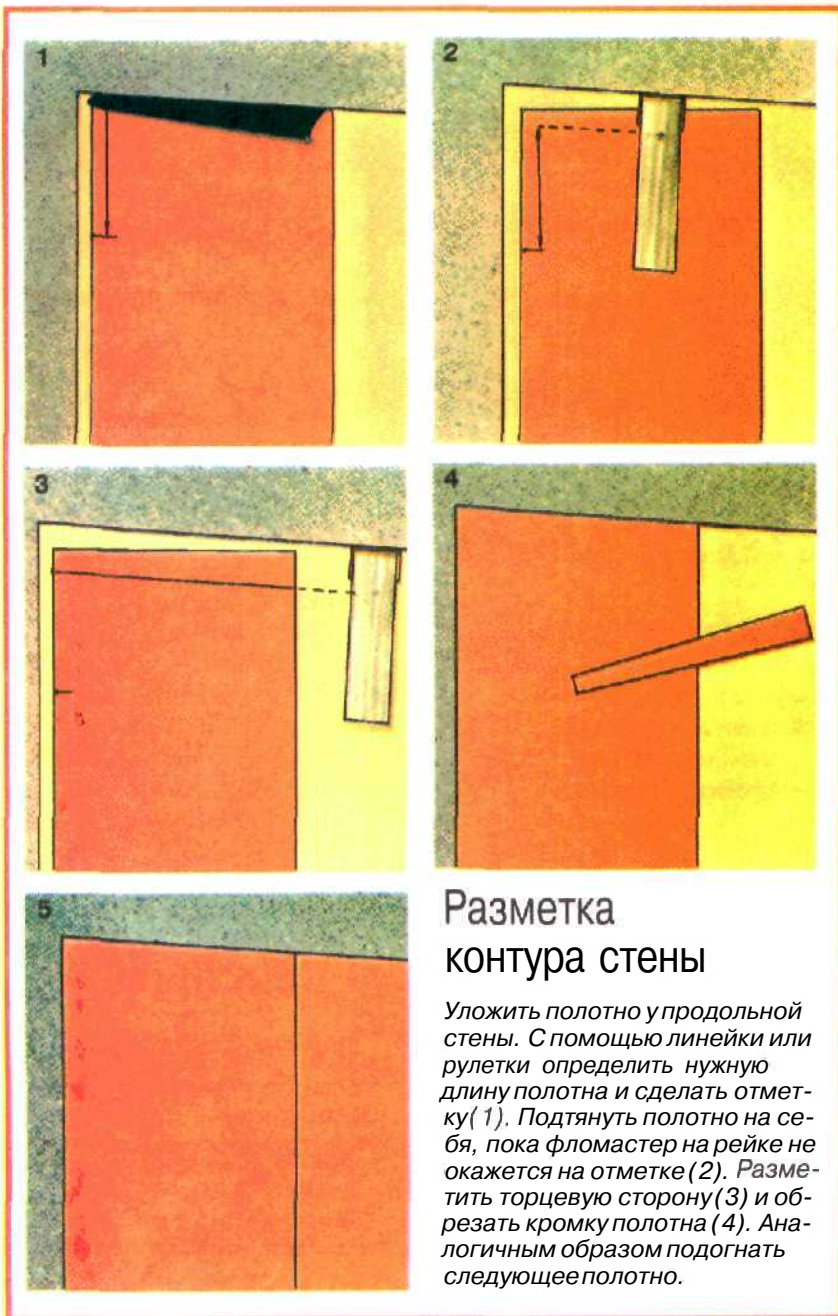 1
2
3
4
5
Разметка
контура стены
Уложить полотно у продольной
стены. С помощью линейки или
рулетки определить нужную
длину полотна и сделать отмет-
ку(1). Подтянуть полотно на се-
бя, пока фломастер на рейке не
окажется на отметке (2). Разме-
тить торцевую сторону (3) и об-
резать кромку полотна (4). Ана-
логичным образом подогнать
следующее полотно.